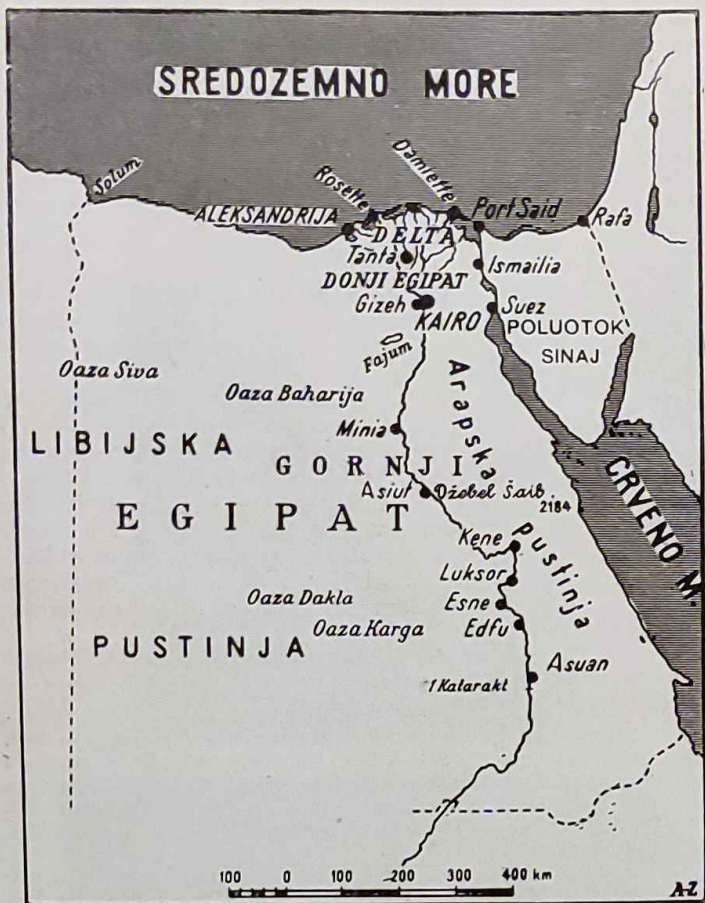 SREDOZEMNO MORE
Solum
Rosette
Damiette
ALEKSANDRIJA
Port Said
Rafa
DELTA
Tanta
Ismailia
DONJI EGIPAT
Gizeh
KAIRO
Suez
POLUOTOK
SINAJ
Fajum
Oaza Siva
Oaza Baharija
Arapska
pustinja
Minia
LIBIJSKA
GORNJI
Asiut
Džebel Šaib
2184
EGIPAT
CRVENO M.
Kene
Luksor
Oaza Dakla
Esne
Oaza Karga
Edfu
PUSTINJA
Asuan
1 Katarakt
100 0 100 200 300 400 km
A-Z